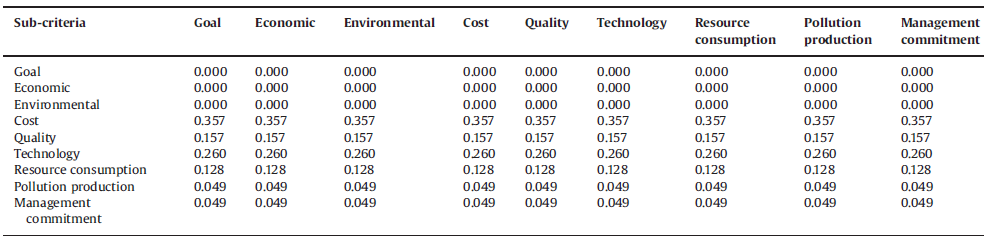 Sub-criteria Goal Economic Environmental Cost Quality Technology Resource consumption Pollution production Management commitment
Goal 0.000 0.000 0.000 0.000 0.000 0.000 0.000 0.000 0.000
Economic 0.000 0.000 0.000 0.000 0.000 0.000 0.000 0.000 0.000
Environmental 0.000 0.000 0.000 0.000 0.000 0.000 0.000 0.000 0.000
Cost 0.357 0.357 0.357 0.357 0.357 0.357 0.357 0.357 0.357
Quality 0.157 0.157 0.157 0.157 0.157 0.157 0.157 0.157 0.157
Technology 0.260 0.260 0.260 0.260 0.260 0.260 0.260 0.260 0.260
Resource consumption 0.128 0.128 0.128 0.128 0.128 0.128 0.128 0.128 0.128
Pollution production 0.049 0.049 0.049 0.049 0.049 0.049 0.049 0.049 0.049
Management 0.049 0.049 0.049 0.049 0.049 0.049 0.049 0.049 0.049
commitment